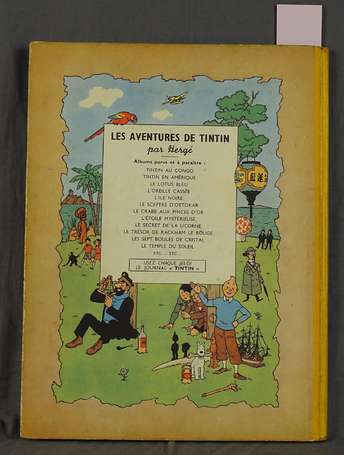 LES AVENTURES DE TINTIN
par Hergé
Albums parus et à paraître :
TINTIN AU CONGO
TINTIN EN AMÉRIQUE
LE LOTUS BLEU
L'OREILLE CASSÉE
L'ILE NOIRE
LE SCEPTRE D'OTTOKAR
LE CRABE AUX PINCES D'OR
L'ÉTOILE MYSTÉRIEUSE
LE SECRET DE LA LICORNE
LE TRÉSOR DE RACKHAM LE ROUGE
LES SEPT BOULES DE CRISTAL
LE TEMPLE DU SOLEIL
ETC... ETC...
LISEZ CHAQUE JEUDI
LE JOURNAL « TINTIN »